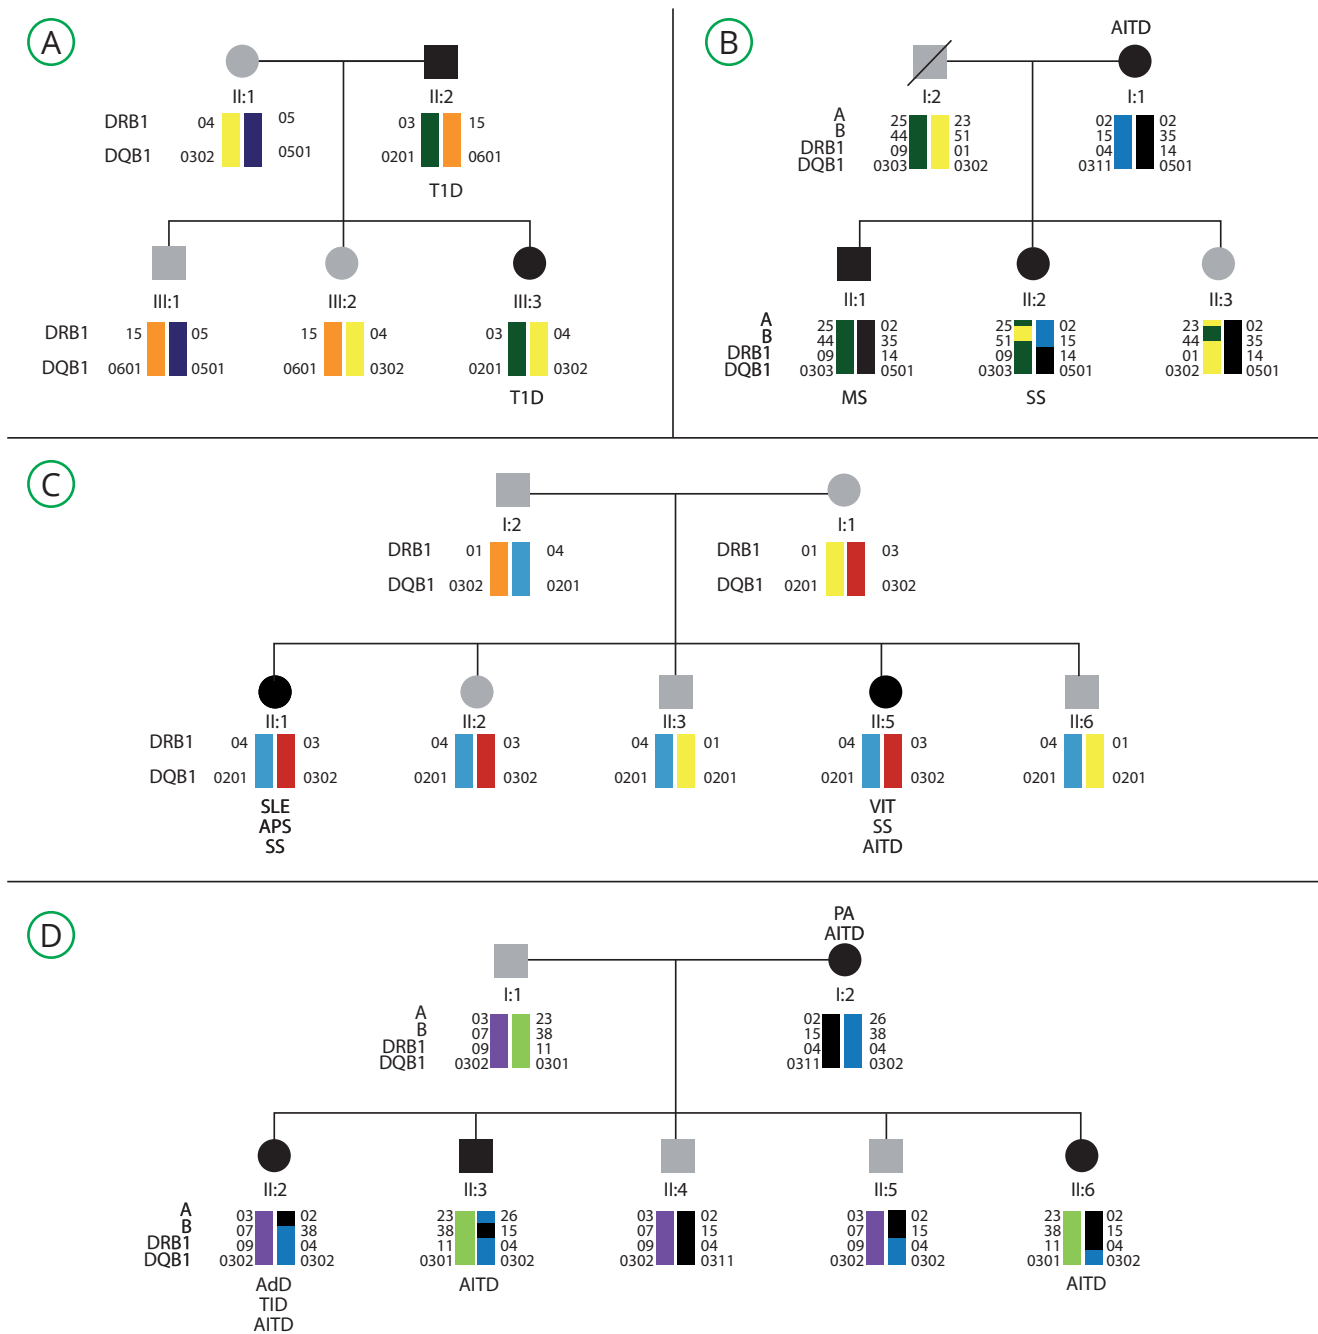 A
II:1
II:2
DRB1 04 05 03 15
DQB1 0302 0501 0201 0601
T1D
III:1 III:2 III:3
DRB1 15 05 15 04 03 04
DQB1 0601 0501 0601 0302 0201 0302
T1D
B
AITD
I:2 I:1
A 25 23 02 02
B 44 51 15 35
DRB1 09 01 04 14
DQB1 0303 0302 0311 0501
II:1 II:2 II:3
A 25 02 25 02 23 02
B 44 35 51 15 44 35
DRB1 09 14 09 14 01 14
DQB1 0303 0501 0303 0501 0302 0501
MS SS
C
I:2 I:1
DRB1 01 04 DRB1 01 03
DQB1 0302 0201 DQB1 0201 0302
II:1 II:2 II:3 II:5 II:6
DRB1 04 03 04 03 04 01 04 03 04 01
DQB1 0201 0302 0201 0302 0201 0201 0201 0302 0201 0201
SLE VIT
APS SS
SS AITD
D
PA
AITD
I:1 I:2
A 03 23 02 26
B 07 38 15 38
DRB1 09 11 04 04
DQB1 0302 0301 0311 0302
II:2 II:3 II:4 II:5 II:6
A 03 02 23 26 03 02 03 02 23 02
B 07 38 38 15 07 15 07 15 38 15
DRB1 09 04 11 04 09 04 09 04 11 04
DQB1 0302 0302 0301 0302 0302 0311 0302 0302 0301 0302
AdD AITD AITD
TID
AITD